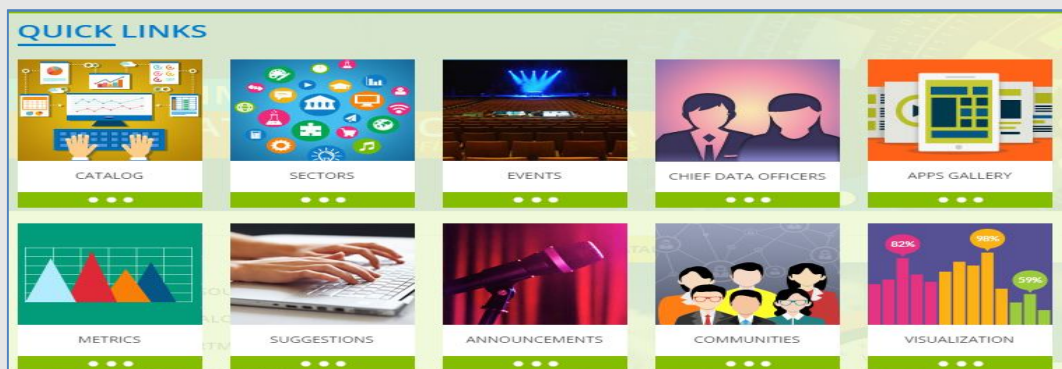 QUICK LINKS
CATALOG
SECTORS
EVENTS
CHIEF DATA OFFICERS
APPS GALLERY
82%
98%
59%
METRICS
SUGGESTIONS
ANNOUNCEMENTS
COMMUNITIES
VISUALIZATION